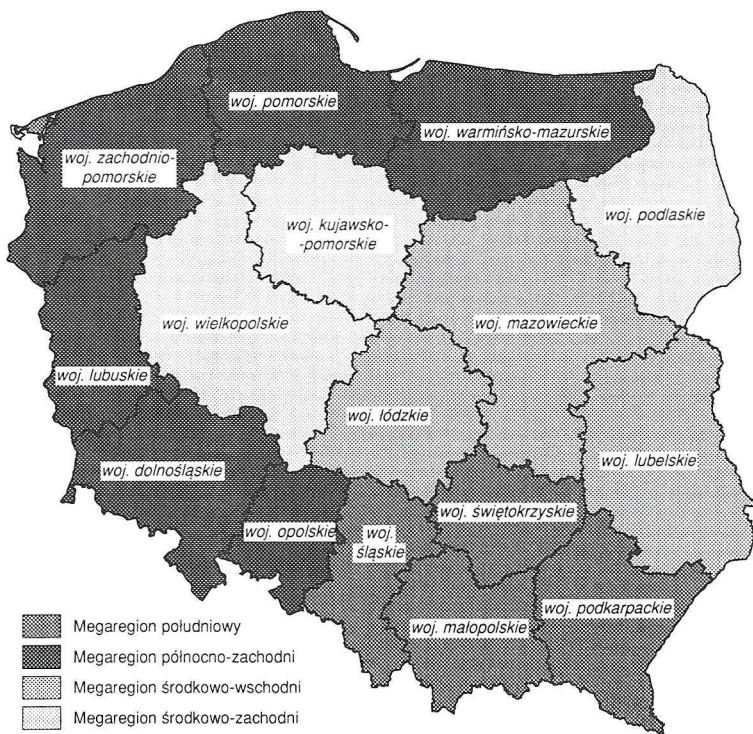 woj. pomorskie
woj. warmińsko-mazurskie
woj. zachodnio-
pomorskie
woj. podlaskie
woj. kujawsko-
-pomorskie
woj. wielkopolskie
woj. mazowieckie
woj. lubuskie
woj. łódzkie
woj. lubelskie
woj. dolnośląskie
woj. świętokrzyskie
woj. opolskie
woj.
śląskie
woj. podkarpackie
woj. małopolskie
Megaregion południowy
Megaregion północno-zachodni
Megaregion środkowo-wschodni
Megaregion środkowo-zachodni